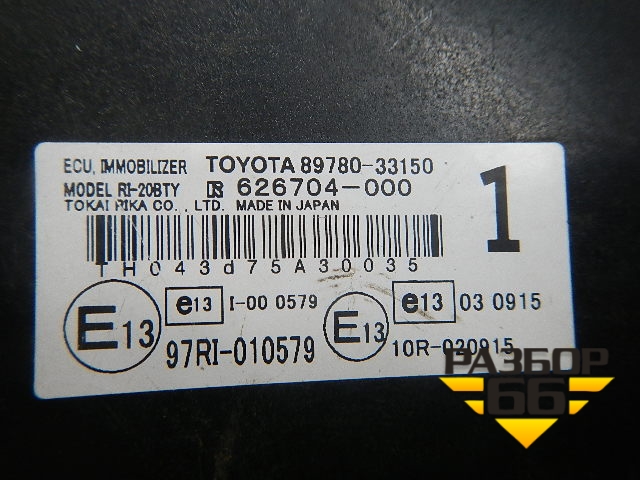 ECU, IMMOBILIZER TOYOTA 89780-33150
MODEL RI-20BTY 626704-000
TOKAI RIKA CO., LTD. MADE IN JAPAN
1
TH043d75A30035
E13 e13 I-00 0579
97RI-010579
E13 e13 03 0915
10R-020915
РАЗБОР
66